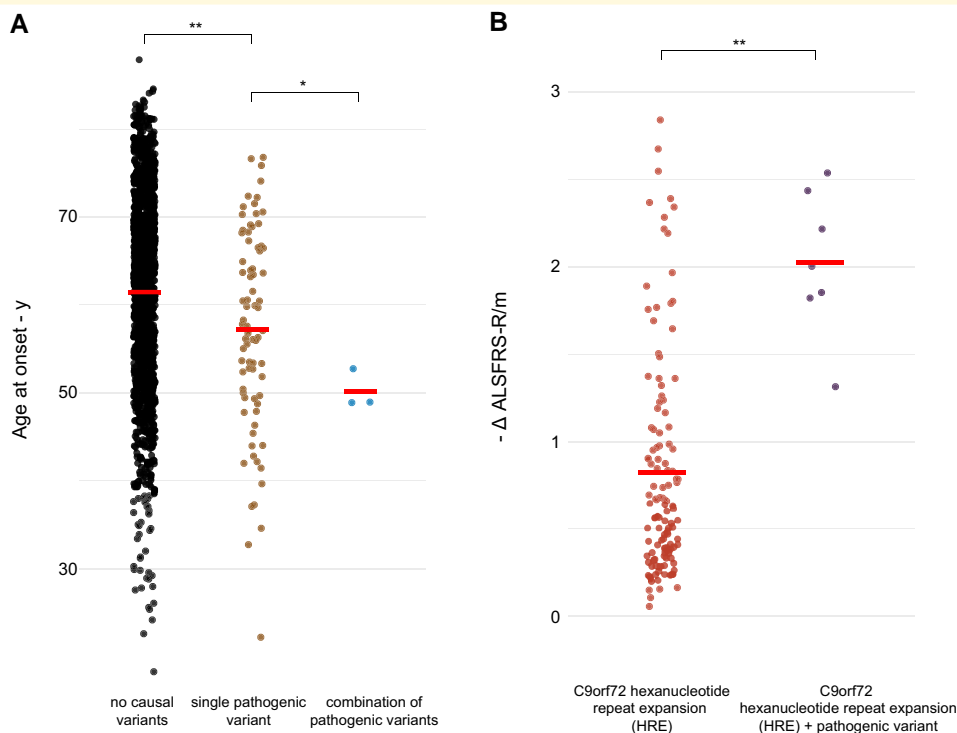 A
**
*
70
50
30
Age at onset - y
no causal
variants
single pathogenic
variant
combination of
pathogenic variants
B
**
3
2
1
0
- Δ ALSFRS-R/m
C9orf72 hexanucleotide
repeat expansion
(HRE)
C9orf72
hexanucleotide repeat expansion
(HRE) + pathogenic variant